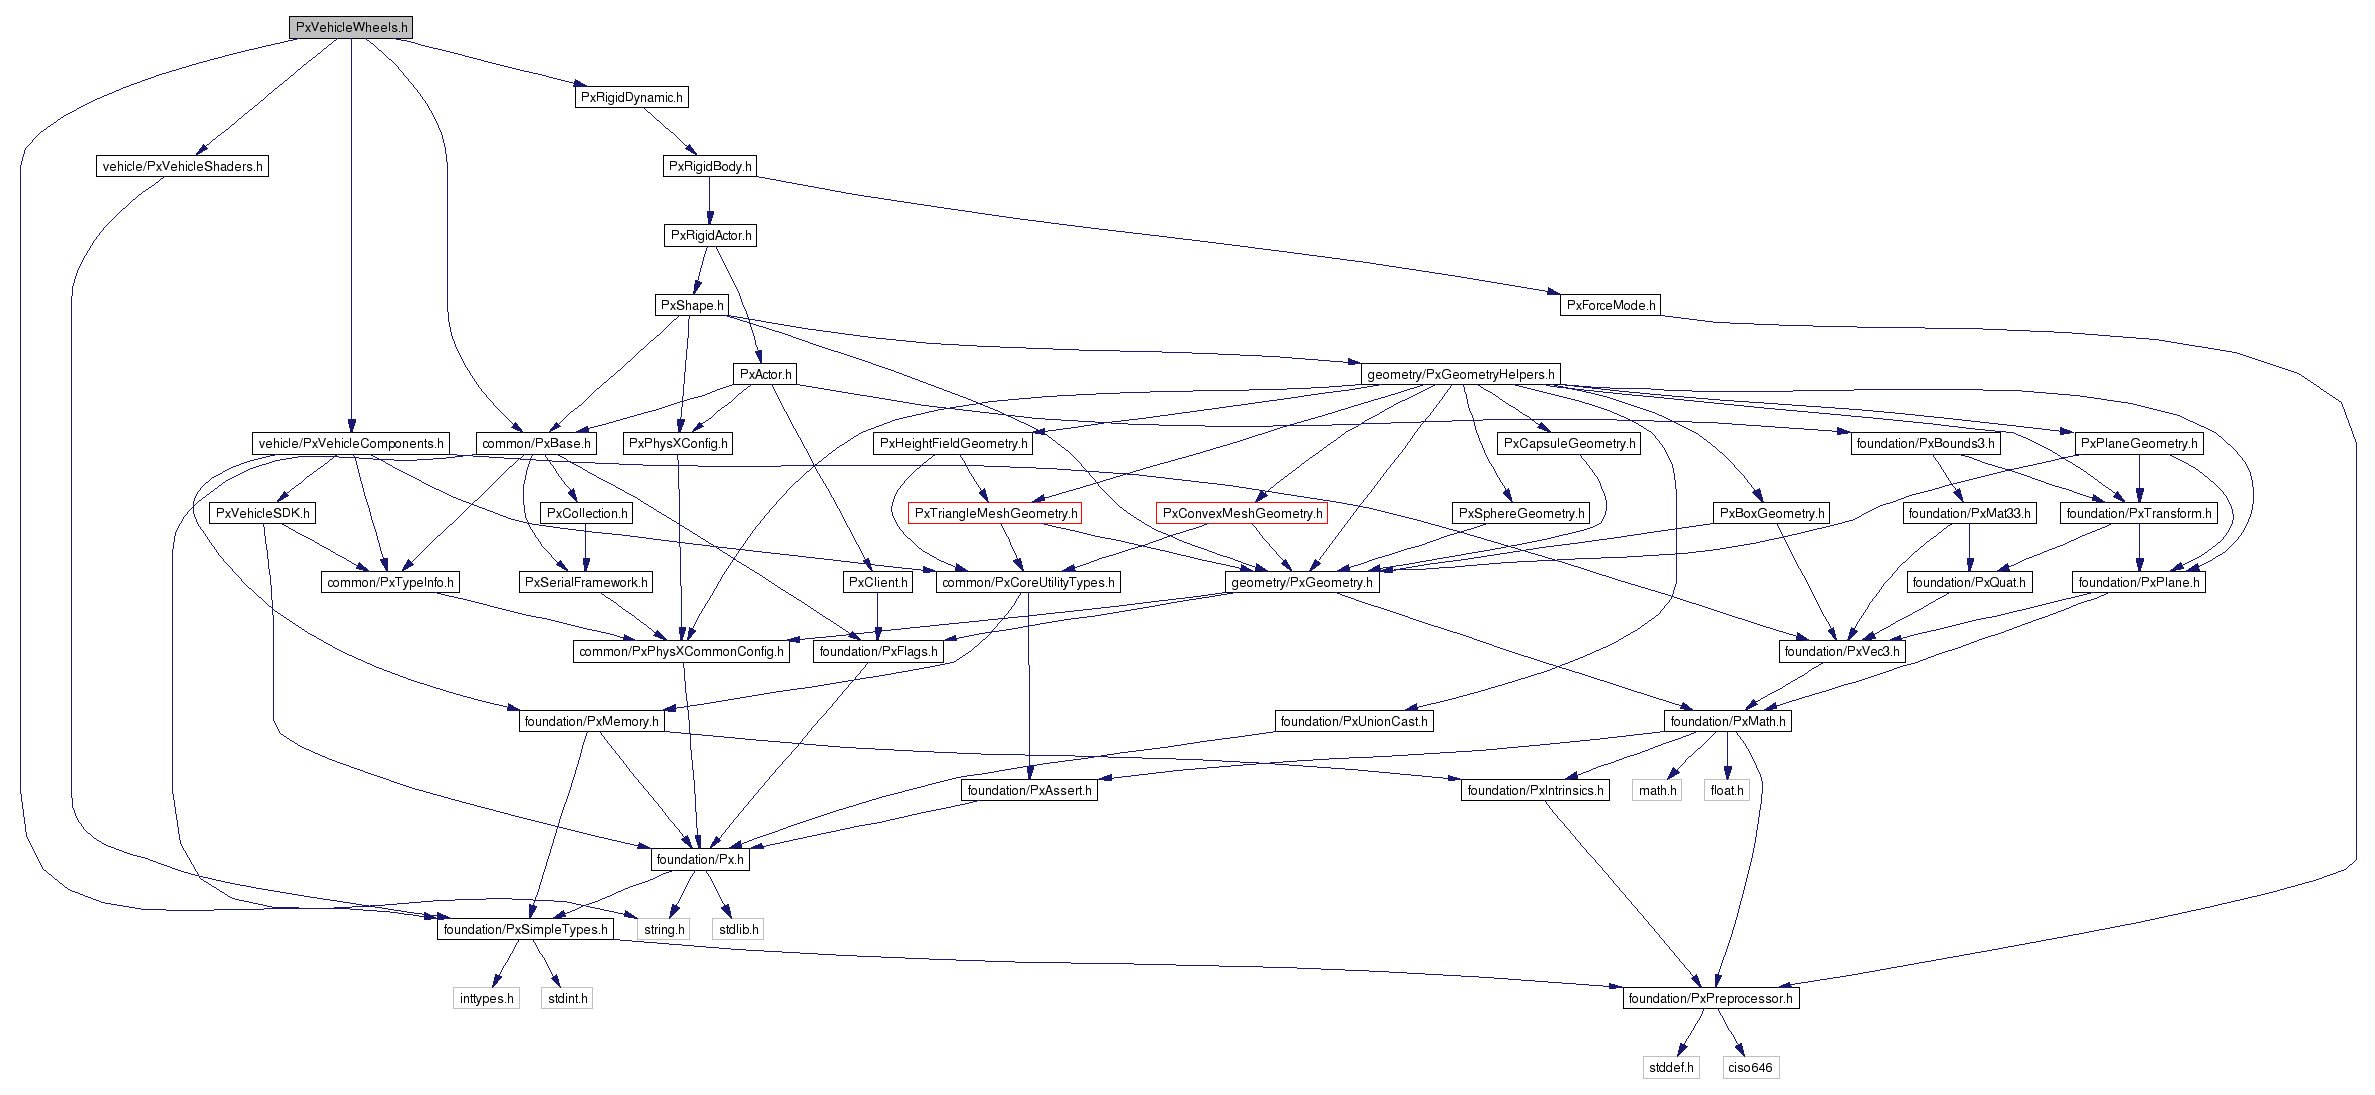 PxVehicleWheels.h
PxRigidDynamic.h
vehicle/PxVehicleShaders.h
PxRigidBody.h
PxRigidActor.h
PxShape.h
PxForceMode.h
PxActor.h
geometry/PxGeometryHelpers.h
vehicle/PxVehicleComponents.h
common/PxBase.h
PxPhysXConfig.h
PxHeightFieldGeometry.h
PxCapsuleGeometry.h
foundation/PxBounds3.h
PxPlaneGeometry.h
PxVehicleSDK.h
PxCollection.h
PxTriangleMeshGeometry.h
PxConvexMeshGeometry.h
PxSphereGeometry.h
PxBoxGeometry.h
foundation/PxMat33.h
foundation/PxTransform.h
common/PxTypeInfo.h
PxSerialFramework.h
PxClient.h
common/PxCoreUtilityTypes.h
geometry/PxGeometry.h
foundation/PxQuat.h
foundation/PxPlane.h
common/PxPhysXCommonConfig.h
foundation/PxFlags.h
foundation/PxVec3.h
foundation/PxMemory.h
foundation/PxUnionCast.h
foundation/PxMath.h
foundation/PxAssert.h
foundation/PxIntrinsics.h
math.h
float.h
foundation/Px.h
foundation/PxSimpleTypes.h
string.h
stdlib.h
inttypes.h
stdint.h
foundation/PxPreprocessor.h
stddef.h
ciso646